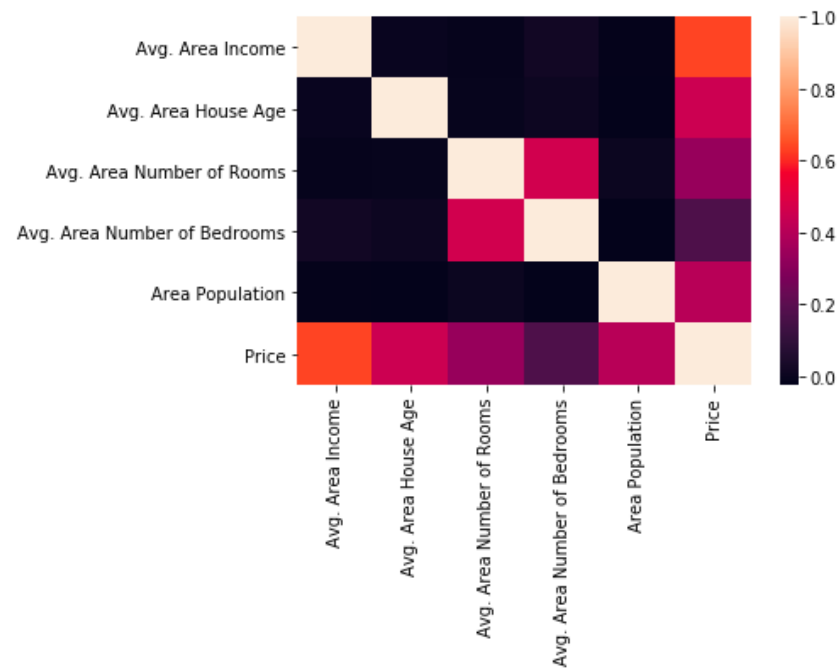 Avg. Area Income
Avg. Area House Age
Avg. Area Number of Rooms
Avg. Area Number of Bedrooms
Area Population
Price
Avg. Area Income
Avg. Area House Age
Avg. Area Number of Rooms
Avg. Area Number of Bedrooms
Area Population
Price
1.0
0.8
0.6
0.4
0.2
0.0